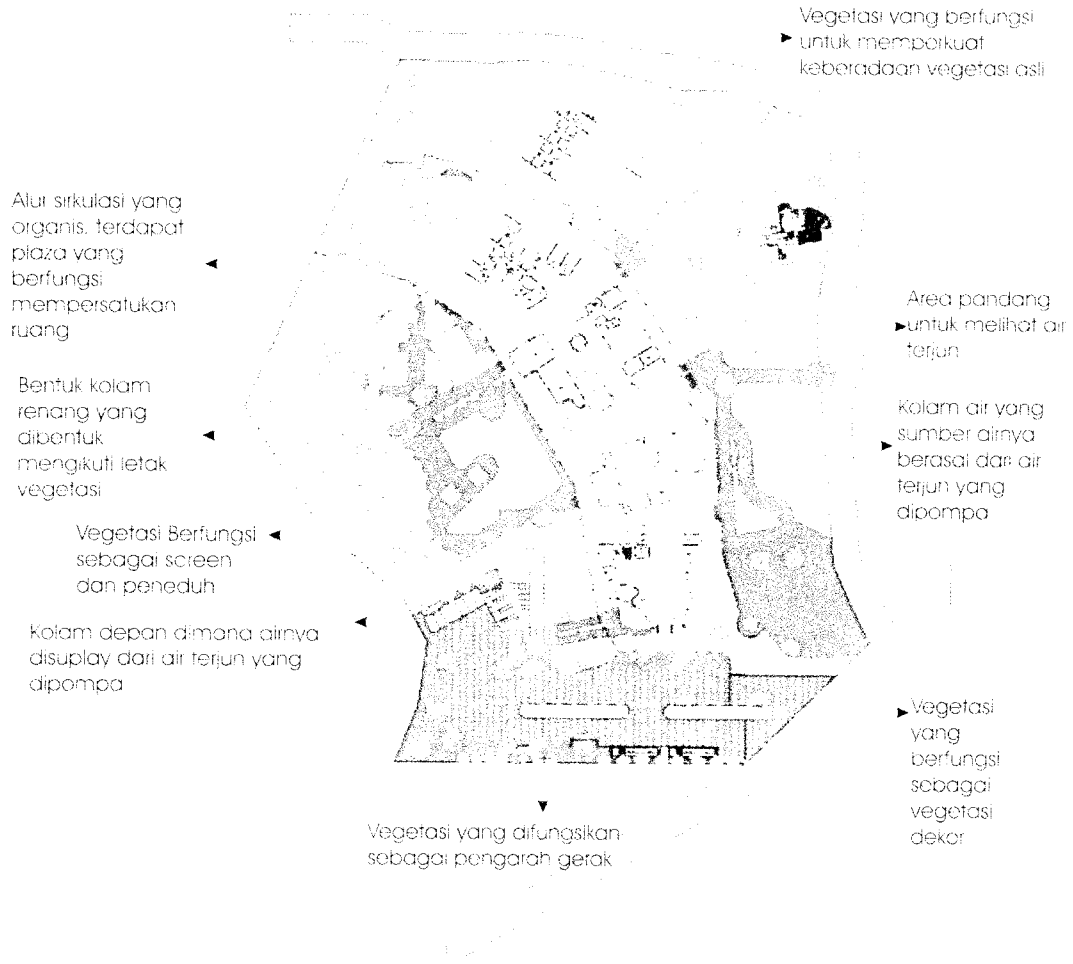 Vegetasi yang berfungsi
untuk memperkuat
keberadaan vegetasi asli
Alur sirkulasi yang
organis, terdapat
plaza yang
berfungsi
mempersatukan
ruang
Area pandang
untuk melihat air
terjun
Bentuk kolam
renang yang
dibentuk
mengikuti letak
vegetasi
Kolam air yang
sumber airnya
berasal dari air
terjun yang
dipompa
Vegetasi Berfungsi
sebagai screen
dan peneduh
Kolam depan dimana airnya
disuplay dari air terjun yang
dipompa
Vegetasi
yang
berfungsi
sebagai
vegetasi
dekor
Vegetasi yang difungsikan
sebagai pengarah gerak